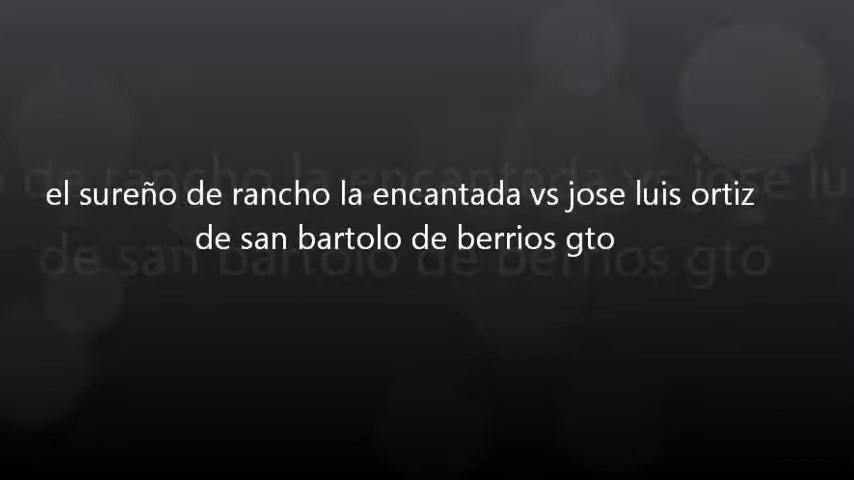 el sureño de rancho la encantada vs jose luis ortiz
de san bartolo de berrios gto